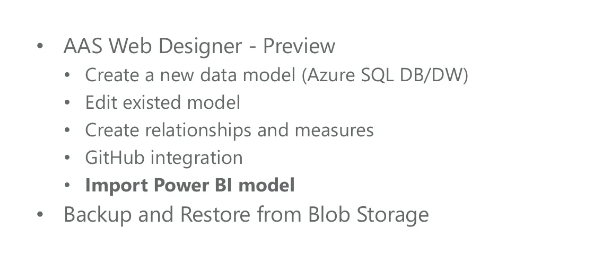 • AAS Web Designer - Preview
• Create a new data model (Azure SQL DB/DW)
• Edit existed model
• Create relationships and measures
• GitHub integration
• Import Power BI model
• Backup and Restore from Blob Storage